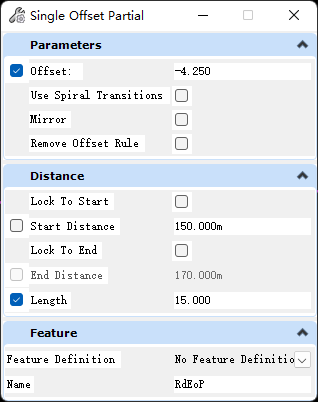 Single Offset Partial
Parameters
Offset: -4.250
Use Spiral Transitions
Mirror
Remove Offset Rule
Distance
Lock To Start
Start Distance 150.000m
Lock To End
End Distance 170.000m
Length 15.000
Feature
Feature Definition No Feature Definitio
Name RdEoP